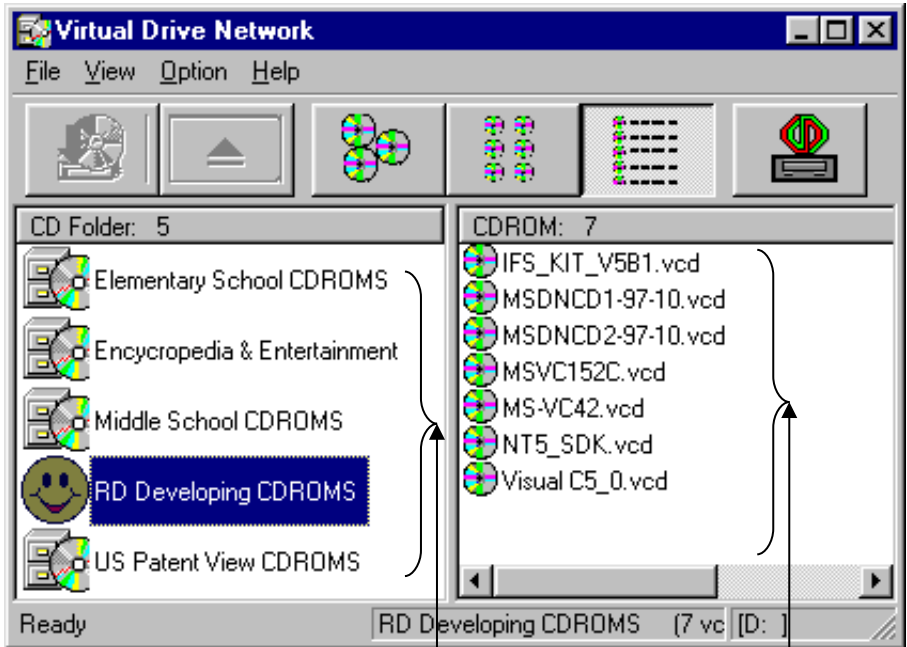 Virtual Drive Network
File View Option Help
CD Folder: 5
Elementary School CDROMS
Encycropedia & Entertainment
Middle School CDROMS
RD Developing CDROMS
US Patent View CDROMS
CDROM: 7
IFS_KIT_V5B1.vcd
MSDNCD1-97-10.vcd
MSDNCD2-97-10.vcd
MSVC152C.vcd
MS-VC42.vcd
NT5_SDK.vcd
Visual C5_0.vcd
Ready RD Developing CDROMS (7 vc [D: ]